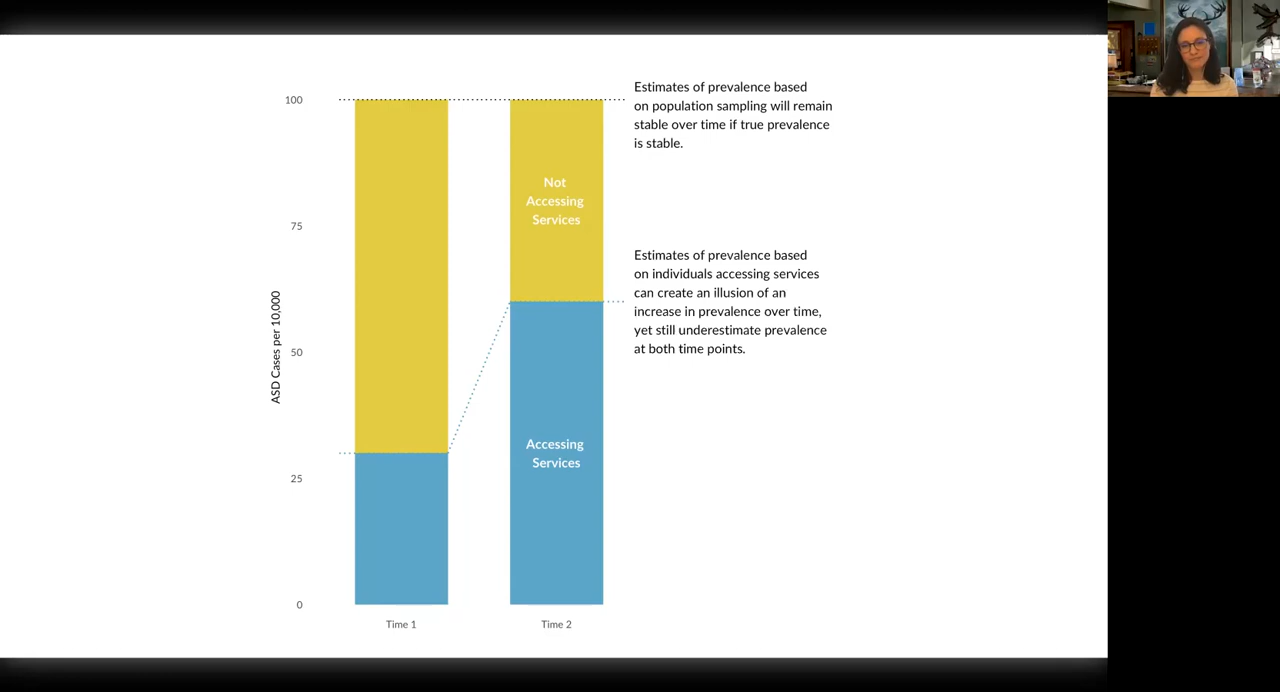 Estimates of prevalence based
on population sampling will remain
stable over time if true prevalence
is stable.
100
Not
Accessing
Services
75
Estimates of prevalence based
on individuals accessing services
can create an illusion of an
increase in prevalence over time,
yet still underestimate prevalence
at both time points.
ASD Cases per 10,000
50
Accessing
Services
25
0
Time 1
Time 2